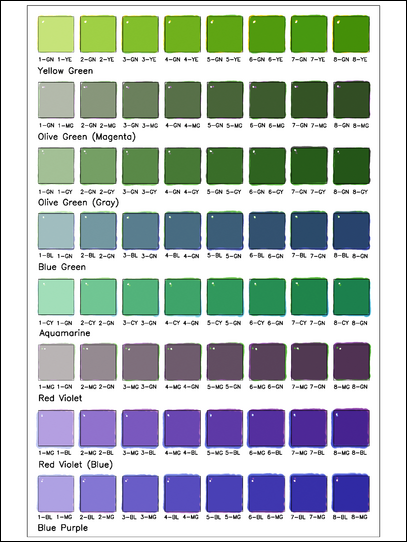 1-GN 1-YE 2-GN 2-YE 3-GN 3-YE 4-GN 4-YE 5-GN 5-YE 6-GN 6-YE 7-GN 7-YE 8-GN 8-YE
Yellow Green
1-GN 1-MG 2-GN 2-MG 3-GN 3-MG 4-GN 4-MG 5-GN 5-MG 6-GN 6-MG 7-GN 7-MG 8-GN 8-MG
Olive Green (Magenta)
1-GN 1-GY 2-GN 2-GY 3-GN 3-GY 4-GN 4-GY 5-GN 5-GY 6-GN 6-GY 7-GN 7-GY 8-GN 8-GY
Olive Green (Gray)
1-BL 1-GN 2-BL 2-GN 3-BL 3-GN 4-BL 4-GN 5-BL 5-GN 6-BL 6-GN 7-BL 7-GN 8-BL 8-GN
Blue Green
1-CY 1-GN 2-CY 2-GN 3-CY 3-GN 4-CY 4-GN 5-CY 5-GN 6-CY 6-GN 7-CY 7-GN 8-CY 8-GN
Aquamarine
1-MG 1-GN 2-MG 2-GN 3-MG 3-GN 4-MG 4-GN 5-MG 5-GN 6-MG 6-GN 7-MG 7-GN 8-MG 8-GN
Red Violet
1-MG 1-BL 2-MG 2-BL 3-MG 3-BL 4-MG 4-BL 5-MG 5-BL 6-MG 6-BL 7-MG 7-BL 8-MG 8-BL
Red Violet (Blue)
1-BL 1-MG 2-BL 2-MG 3-BL 3-MG 4-BL 4-MG 5-BL 5-MG 6-BL 6-MG 7-BL 7-MG 8-BL 8-MG
Blue Purple